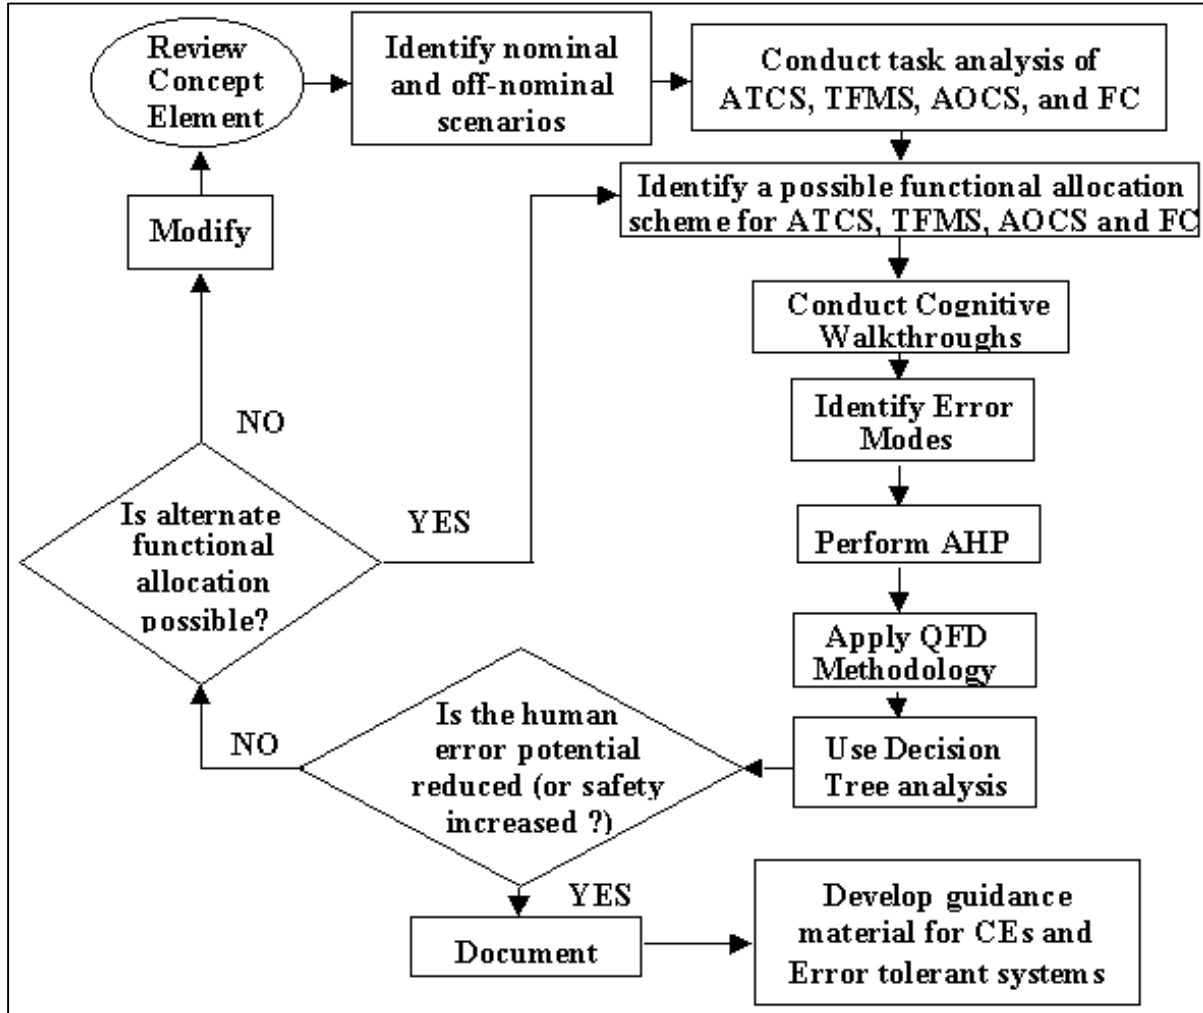 Review
Concept
Element
Identify nominal
and off-nominal
scenarios
Conduct task analysis of
ATCS, TFMS, AOCS, and FC
Identify a possible functional allocation
scheme for ATCS, TFMS, AOCS and FC
Modify
Conduct Cognitive
Walkthroughs
Identify Error
Modes
NO
Is alternate
functional
allocation
possible?
YES
Perform AHP
Apply QFD
Methodology
Use Decision
Tree analysis
Is the human
error potential
reduced (or safety
increased ?)
NO
YES
Document
Develop guidance
material for CEs and
Error tolerant systems